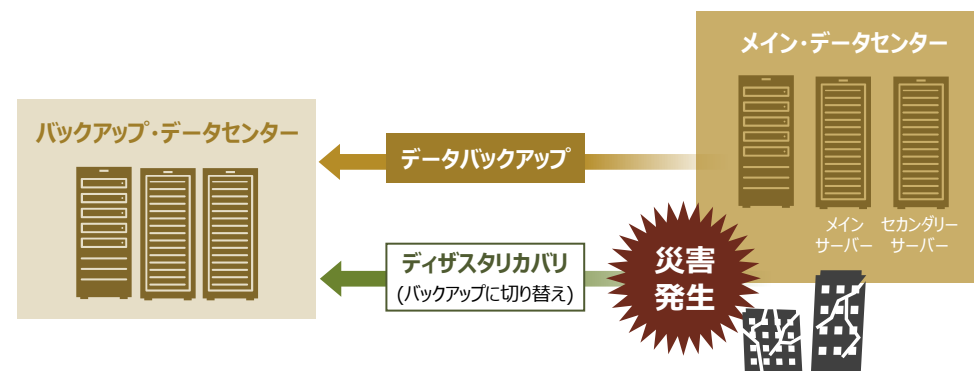 メイン・データセンター
バックアップ・データセンター
データバックアップ
メイン
サーバー
セカンダリー
サーバー
ディザスタリカバリ
(バックアップに切り替え)
災害
発生